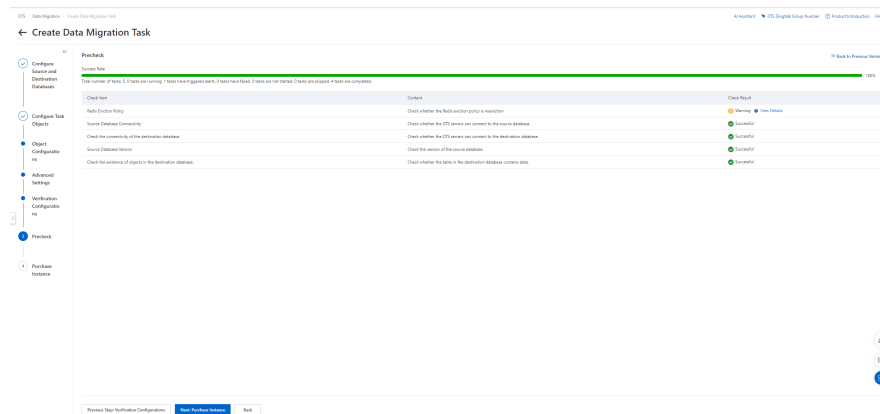 DTS / Data Migration / Create Data Migration Task
AI Assistant DTS Dingtalk Group Number Product Introduction FA
← Create Data Migration Task
Configure Source and Destination Databases
Configure Task Objects
Object Configuratio ns
Advanced Settings
Verification Configuratio ns
3 Precheck
4 Purchase Instance
Precheck
Back to Previous Versio
Success Rate
100%
Total number of tasks: 5. 0 tasks are running, 1 tasks have triggered alerts. 0 tasks have failed. 0 tasks are not started. 0 tasks are skipped. 4 tasks are completed.
Check Item Content Check Result
Redis Eviction Policy Check whether the Redis eviction policy is noeviction Warning View Details
Source Database Connectivity Check whether the DTS servers can connect to the source database. Successful
Check the connectivity of the destination database. Check whether the DTS servers can connect to the destination database Successful
Source Database Version Check the version of the source database. Successful
Check the existence of objects in the destination database. Check whether the table in the destination database contains data. Successful
Previous Step: Verification Configurations Next: Purchase Instance Back